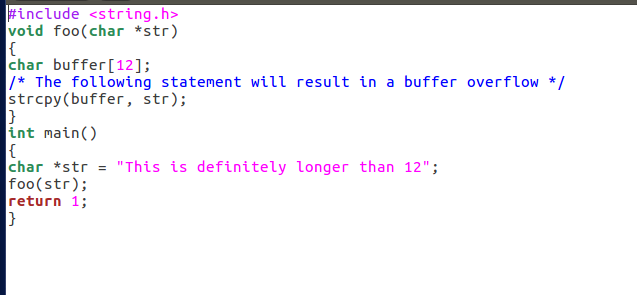 #include <string.h>
void foo(char *str)
{
char buffer[12];
/* The following statement will result in a buffer overflow */
strcpy(buffer, str);
}
int main()
{
char *str = "This is definitely longer than 12";
foo(str);
return 1;
}